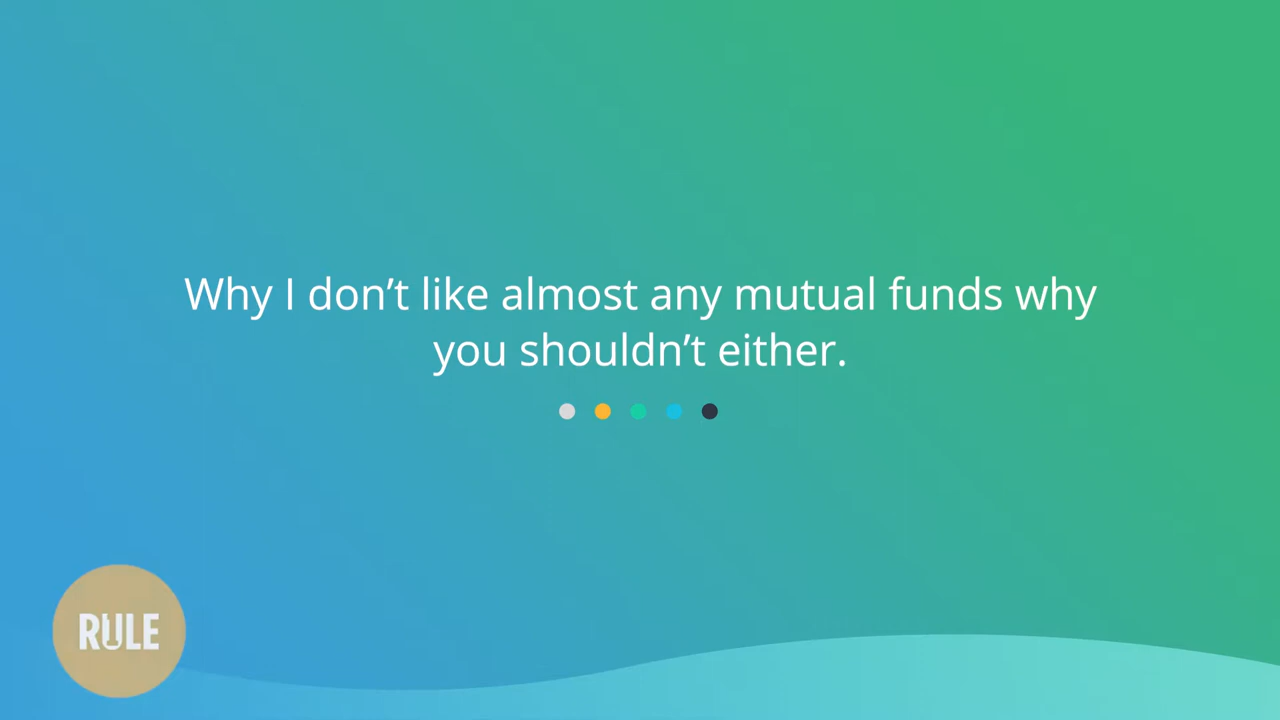 Why I don’t like almost any mutual funds why
you shouldn’t either.
RULE